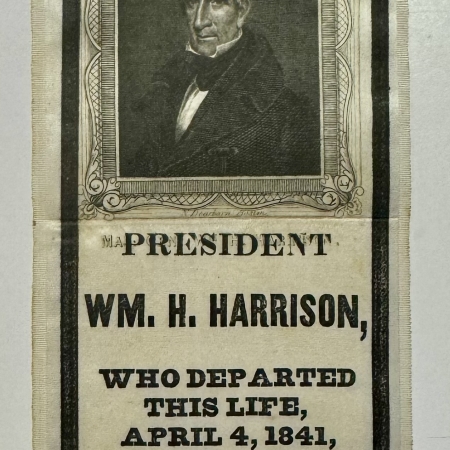 PRESIDENT
WM. H. HARRISON,
WHO DEPARTED
THIS LIFE,
APRIL 4, 1841,